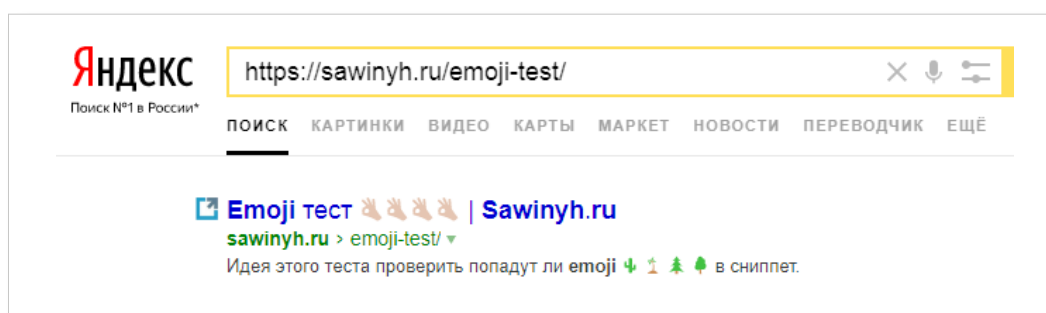 Яндекс
Поиск №1 в России*
https://sawinyh.ru/emoji-test/
ПОИСК КАРТИНКИ ВИДЕО КАРТЫ МАРКЕТ НОВОСТИ ПЕРЕВОДЧИК ЕЩЁ
Emoji тест 👌🏻👌🏻👌🏻👌🏻 | Sawinyh.ru
sawinyh.ru › emoji-test/ ▾
Идея этого теста проверить попадут ли emoji 🌵 🏝 🌲 🌳 в сниппет.